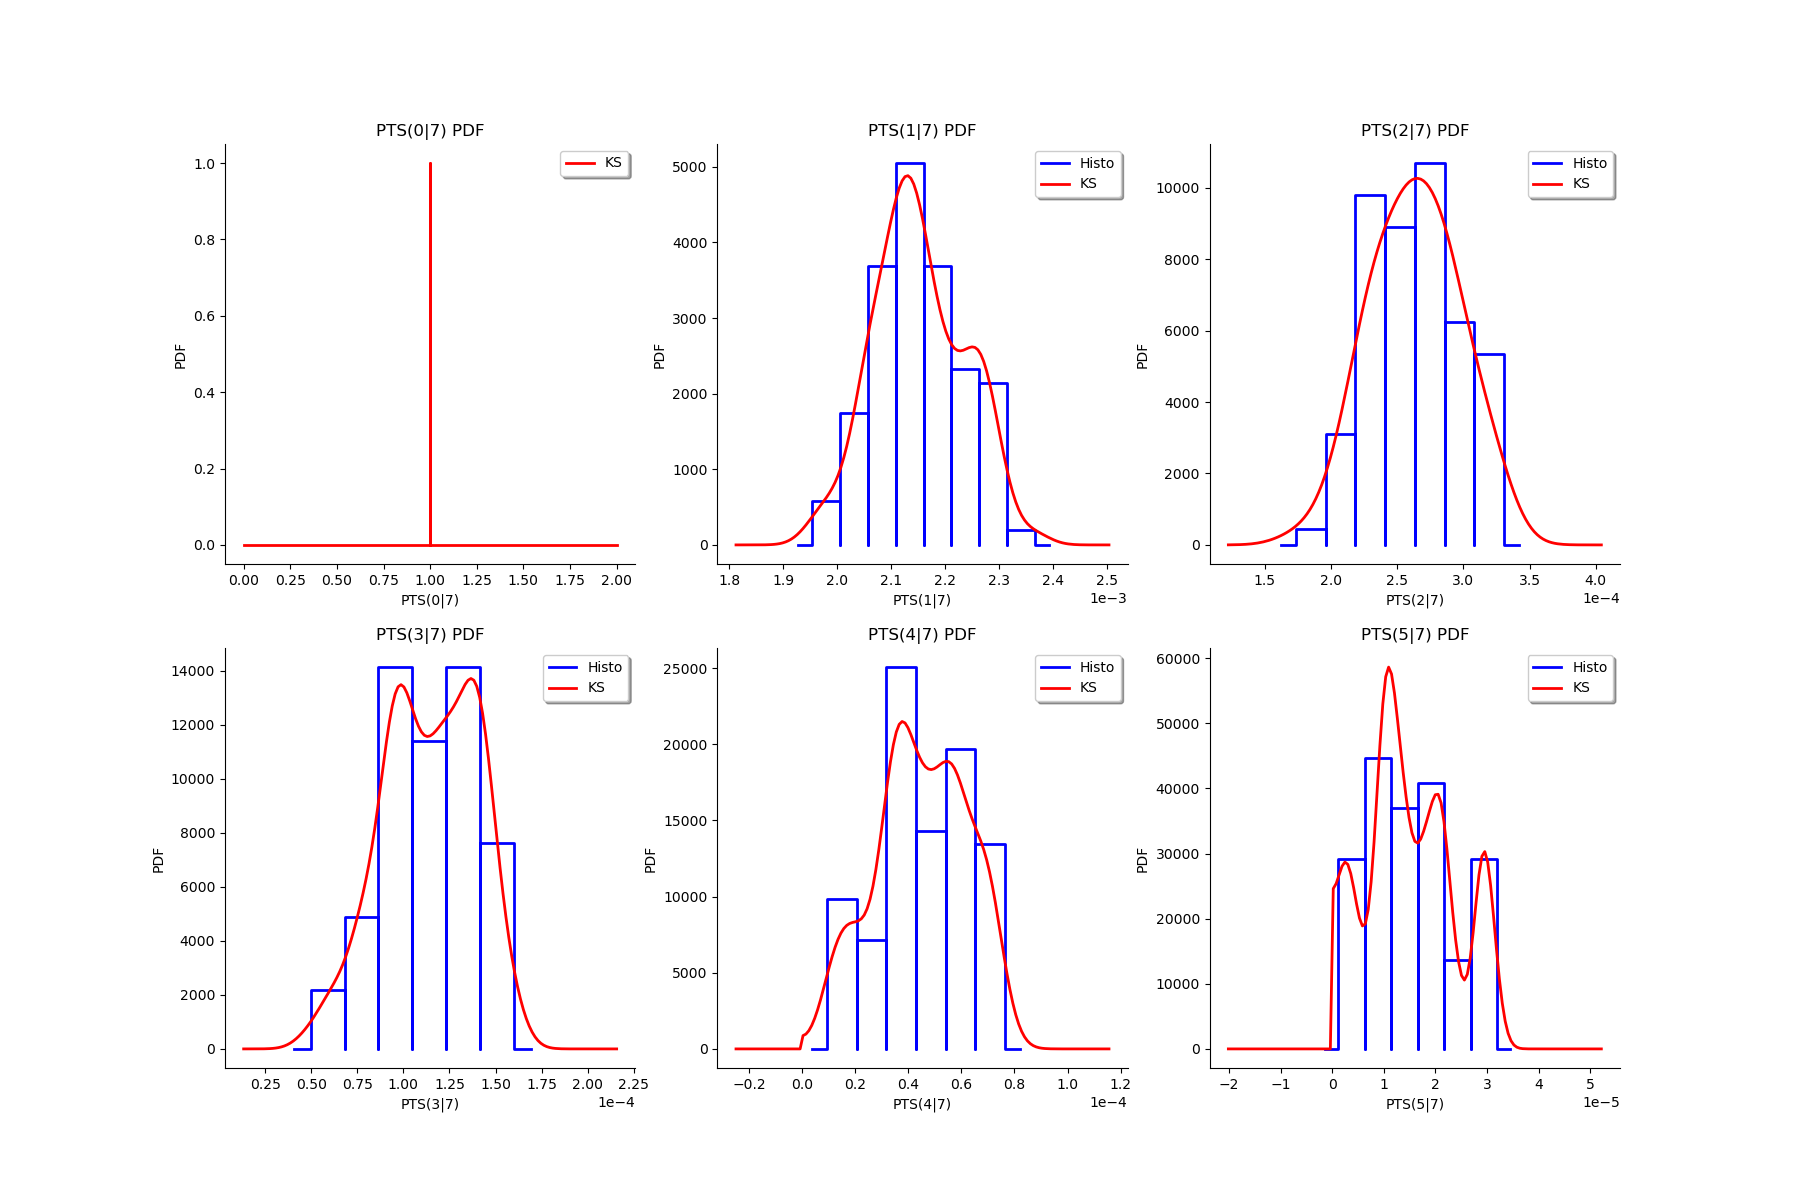 PTS(0|7) PDF
KS
1.0
0.8
0.6
0.4
0.2
0.0
PDF
0.00 0.25 0.50 0.75 1.00 1.25 1.50 1.75 2.00
PTS(0|7)
PTS(1|7) PDF
Histo
KS
5000
4000
3000
2000
1000
0
PDF
1.8 1.9 2.0 2.1 2.2 2.3 2.4 2.5
1e−3
PTS(1|7)
PTS(2|7) PDF
Histo
KS
10000
8000
6000
4000
2000
0
PDF
1.5 2.0 2.5 3.0 3.5 4.0
1e−4
PTS(2|7)
PTS(3|7) PDF
Histo
KS
14000
12000
10000
8000
6000
4000
2000
0
PDF
0.25 0.50 0.75 1.00 1.25 1.50 1.75 2.00 2.25
1e−4
PTS(3|7)
PTS(4|7) PDF
Histo
KS
25000
20000
15000
10000
5000
0
PDF
−0.2 0.0 0.2 0.4 0.6 0.8 1.0 1.2
1e−4
PTS(4|7)
PTS(5|7) PDF
Histo
KS
60000
50000
40000
30000
20000
10000
0
PDF
−2 −1 0 1 2 3 4 5
1e−5
PTS(5|7)